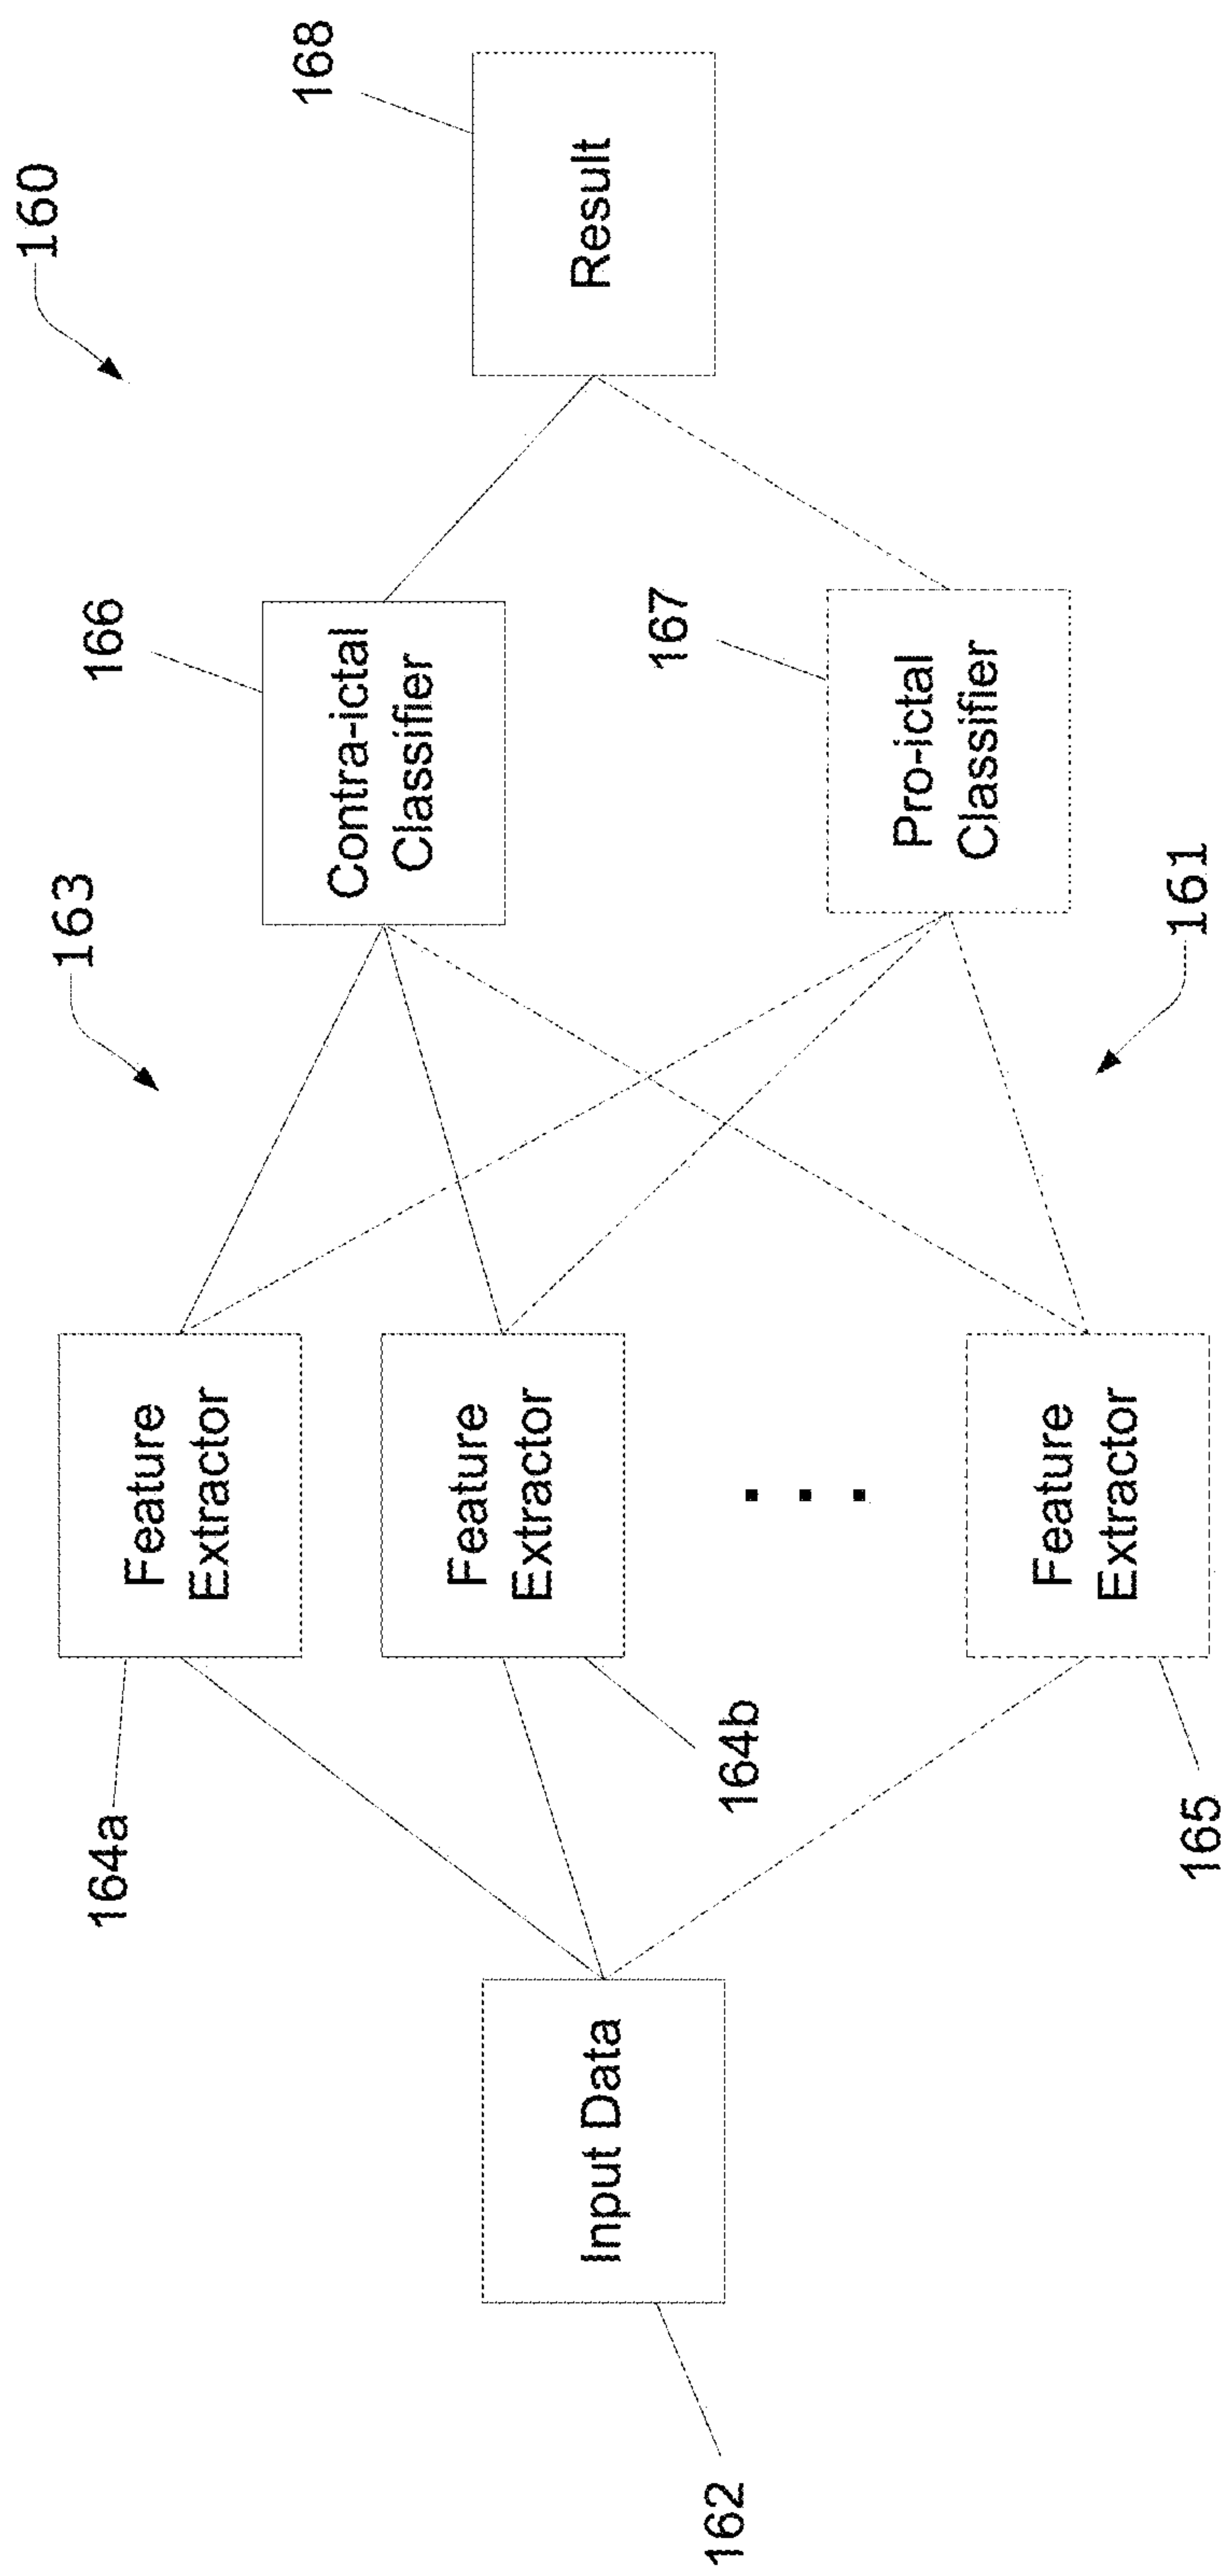 160
163
166
168
164a
Feature
Extractor
Contra-ictal
Classifier
Feature
Extractor
164b
Input Data
Result
162
167
Pro-ictal
Classifier
Feature
Extractor
165
161